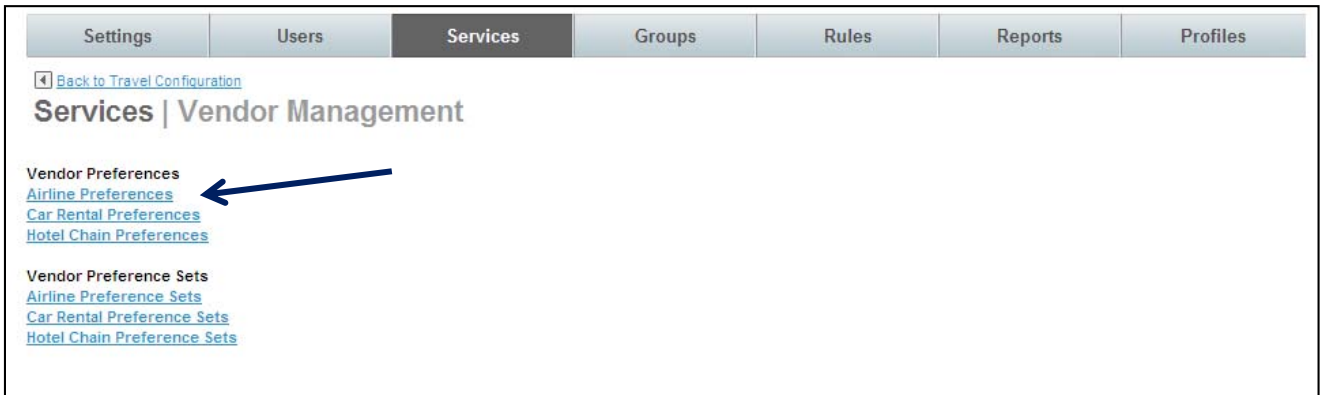 Settings Users Services Groups Rules Reports Profiles
Back to Travel Configuration
Services | Vendor Management
Vendor Preferences
Airline Preferences
Car Rental Preferences
Hotel Chain Preferences
Vendor Preference Sets
Airline Preference Sets
Car Rental Preference Sets
Hotel Chain Preference Sets